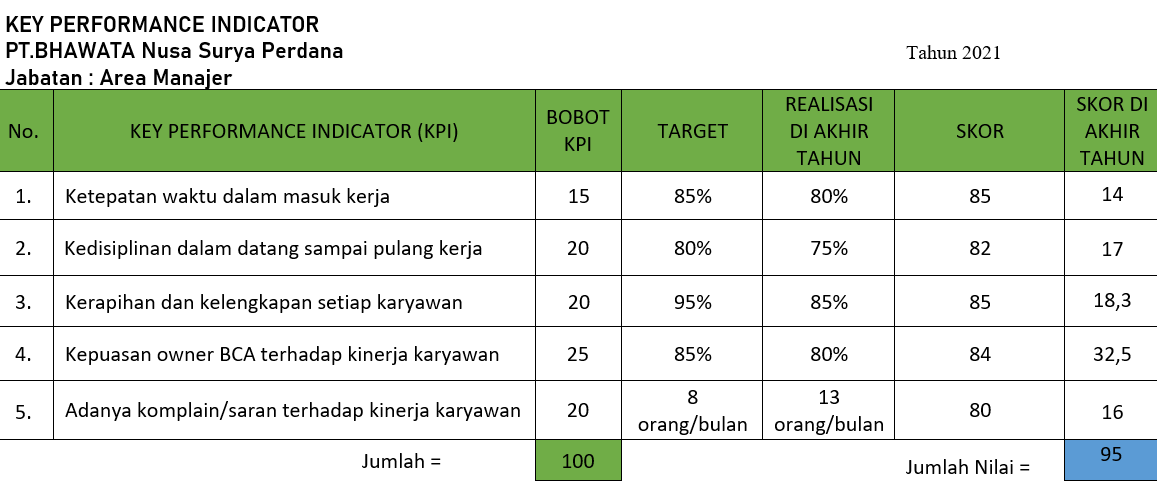 KEY PERFORMANCE INDICATOR
PT.BHAWATA Nusa Surya Perdana
Tahun 2021
Jabatan : Area Manajer
No. KEY PERFORMANCE INDICATOR (KPI) BOBOT KPI TARGET REALISASI DI AKHIR TAHUN SKOR SKOR DI AKHIR TAHUN
1. Ketepatan waktu dalam masuk kerja 15 85% 80% 85 14
2. Kedisiplinan dalam datang sampai pulang kerja 20 80% 75% 82 17
3. Kerapihan dan kelengkapan setiap karyawan 20 95% 85% 85 18,3
4. Kepuasan owner BCA terhadap kinerja karyawan 25 85% 80% 84 32,5
5. Adanya komplain/saran terhadap kinerja karyawan 20 8 orang/bulan 13 orang/bulan 80 16
Jumlah = 100 Jumlah Nilai = 95